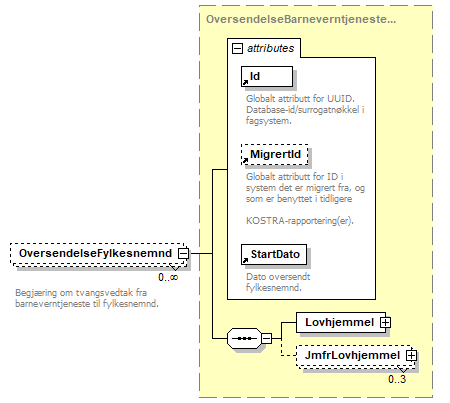 OversendelseBarneverntjeneste...
attributes
Id
Globalt attributt for UUID.
Database-id/surrogatnøkkel i
fagsystem.
MigrertId
Globalt attributt for ID i
system det er migrert fra, og
som er benyttet i tidligere
KOSTRA-rapportering(er).
StartDato
Dato oversendt
fylkesnemnd.
OversendelseFylkesnemnd
0..∞
Begjæring om tvangsvedtak fra
barneverntjeneste til fylkesnemnd.
Lovhjemmel
JmfrLovhjemmel
0..3